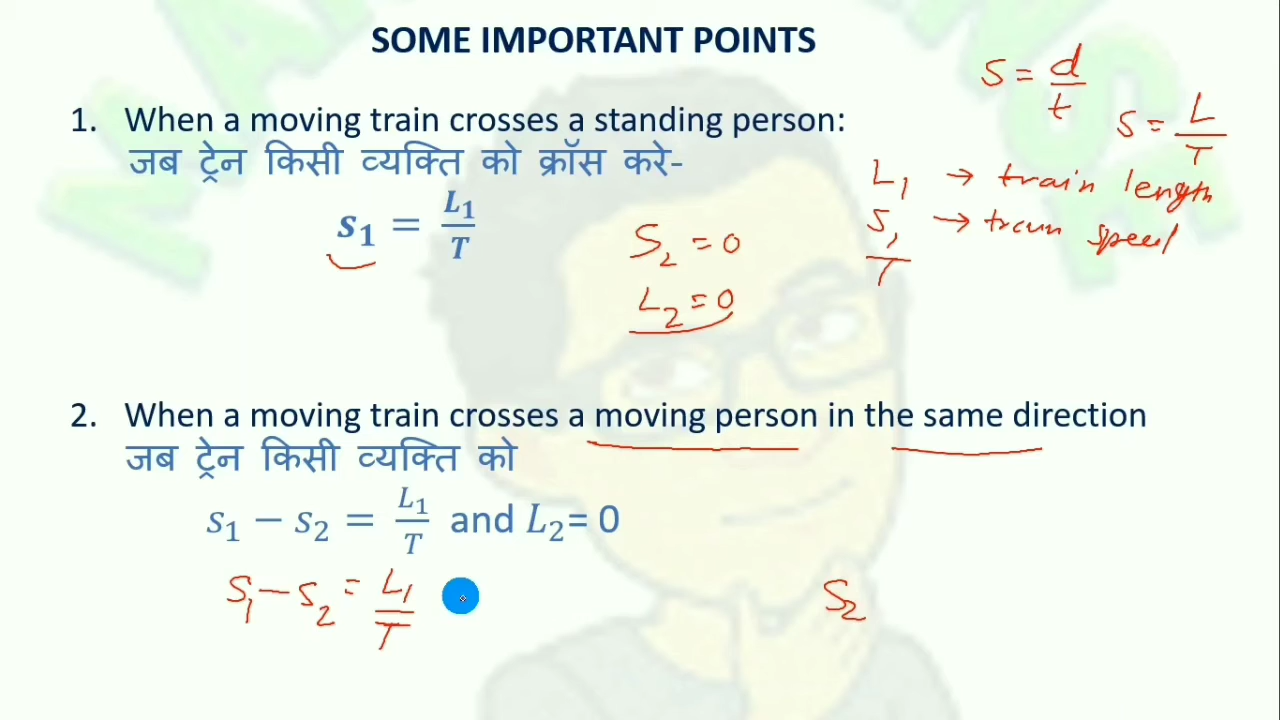 SOME IMPORTANT POINTS
S = d/t
S = L/T
1. When a moving train crosses a standing person:
जब ट्रेन किसी व्यक्ति को क्रॉस करे-
L₁ → train length
S₁ → train speed
T
s₁ = L₁/T
S₂ = 0
L₂ = 0
2. When a moving train crosses a moving person in the same direction
जब ट्रेन किसी व्यक्ति को
s₁ − s₂ = L₁/T and L₂= 0
S₁ − S₂ = L₁/T
S₂